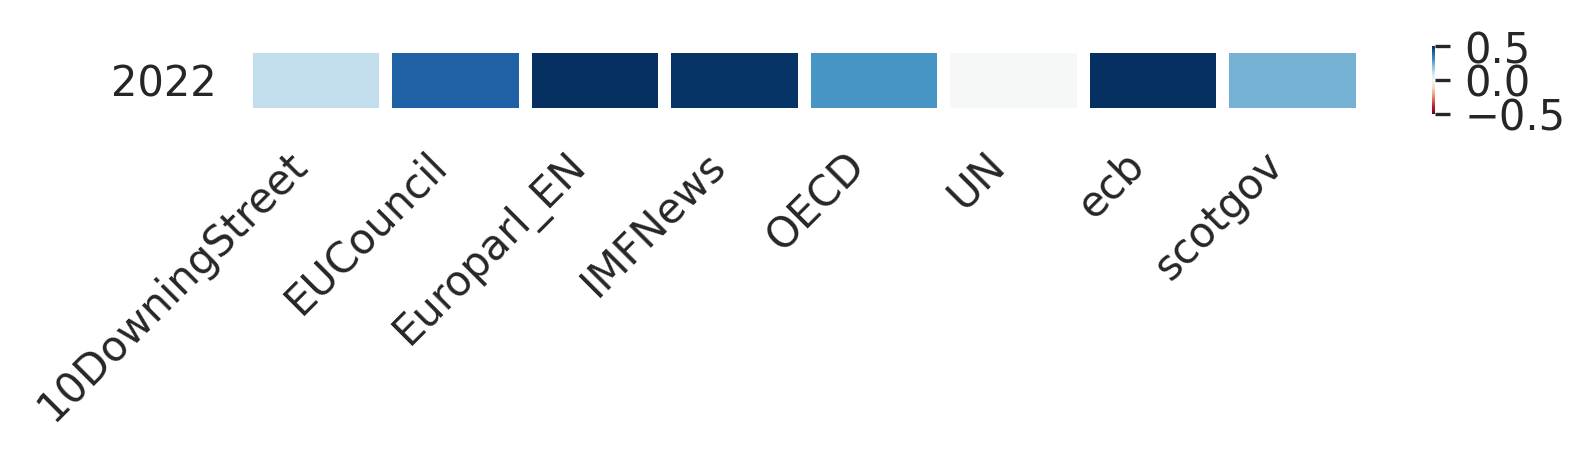 2022
0.5
0.0
−0.5
10DowningStreet
EUCouncil
Europarl_EN
IMFNews
OECD
UN
ecb
scotgov